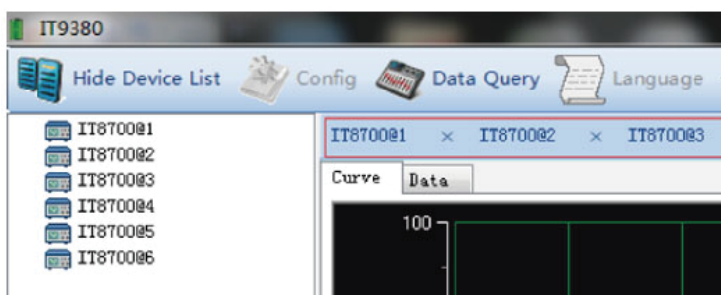 IT9380
Hide Device List Config Data Query Language
IT8700@1
IT8700@2
IT8700@3
IT8700@4
IT8700@5
IT8700@6
IT8700@1 × IT8700@2 × IT8700@3
Curve Data
100